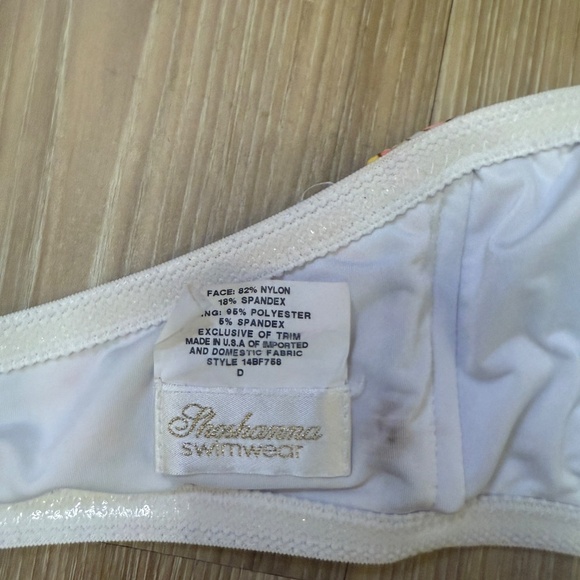 FACE: 82% NYLON
18% SPANDEX
NG: 95% POLYESTER
5% SPANDEX
EXCLUSIVE OF TRIM
MADE IN U.S.A OF IMPORTED
AND DOMESTIC FABRIC
STYLE 14BF768
D
Shoshanna
swimwear